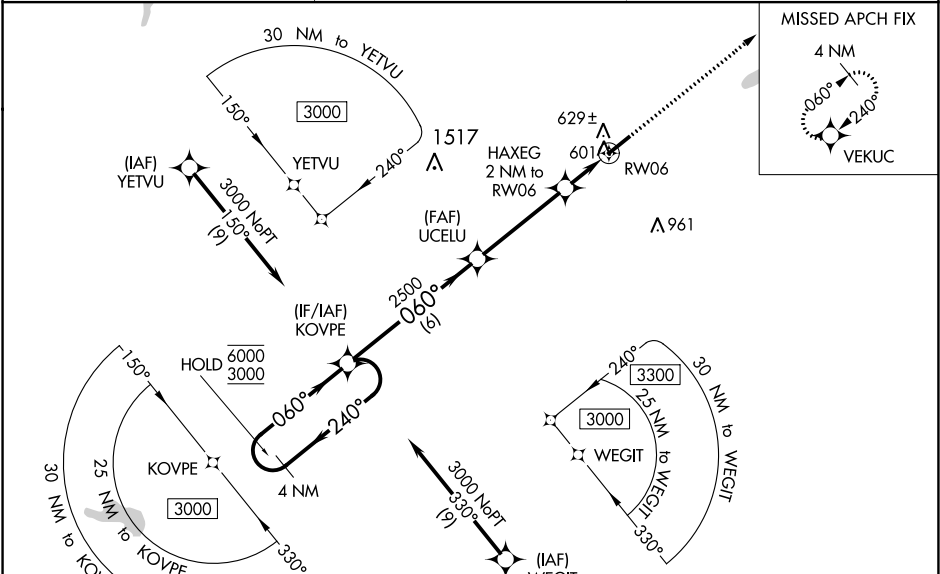 MISSED APCH FIX
4 NM
060°
240°
VEKUC
30 NM to YETVU
150°
3000
240°
YETVU
(IAF)
YETVU
3000 NoPT
150°
(9)
1517
629±
601
RW06
HAXEG
2 NM to
RW06
961
(FAF)
UCELU
2500
060°
(6)
(IF/IAF)
KOVPE
HOLD
6000
3000
060°
240°
4 NM
150°
KOVPE
3000
330°
25 NM to KOVPE
30 NM to
240°
3300
3000
WEGIT
330°
25 NM to WEGIT
30 NM to WEGIT
3000 NoPT
330°
(9)
(IAF)